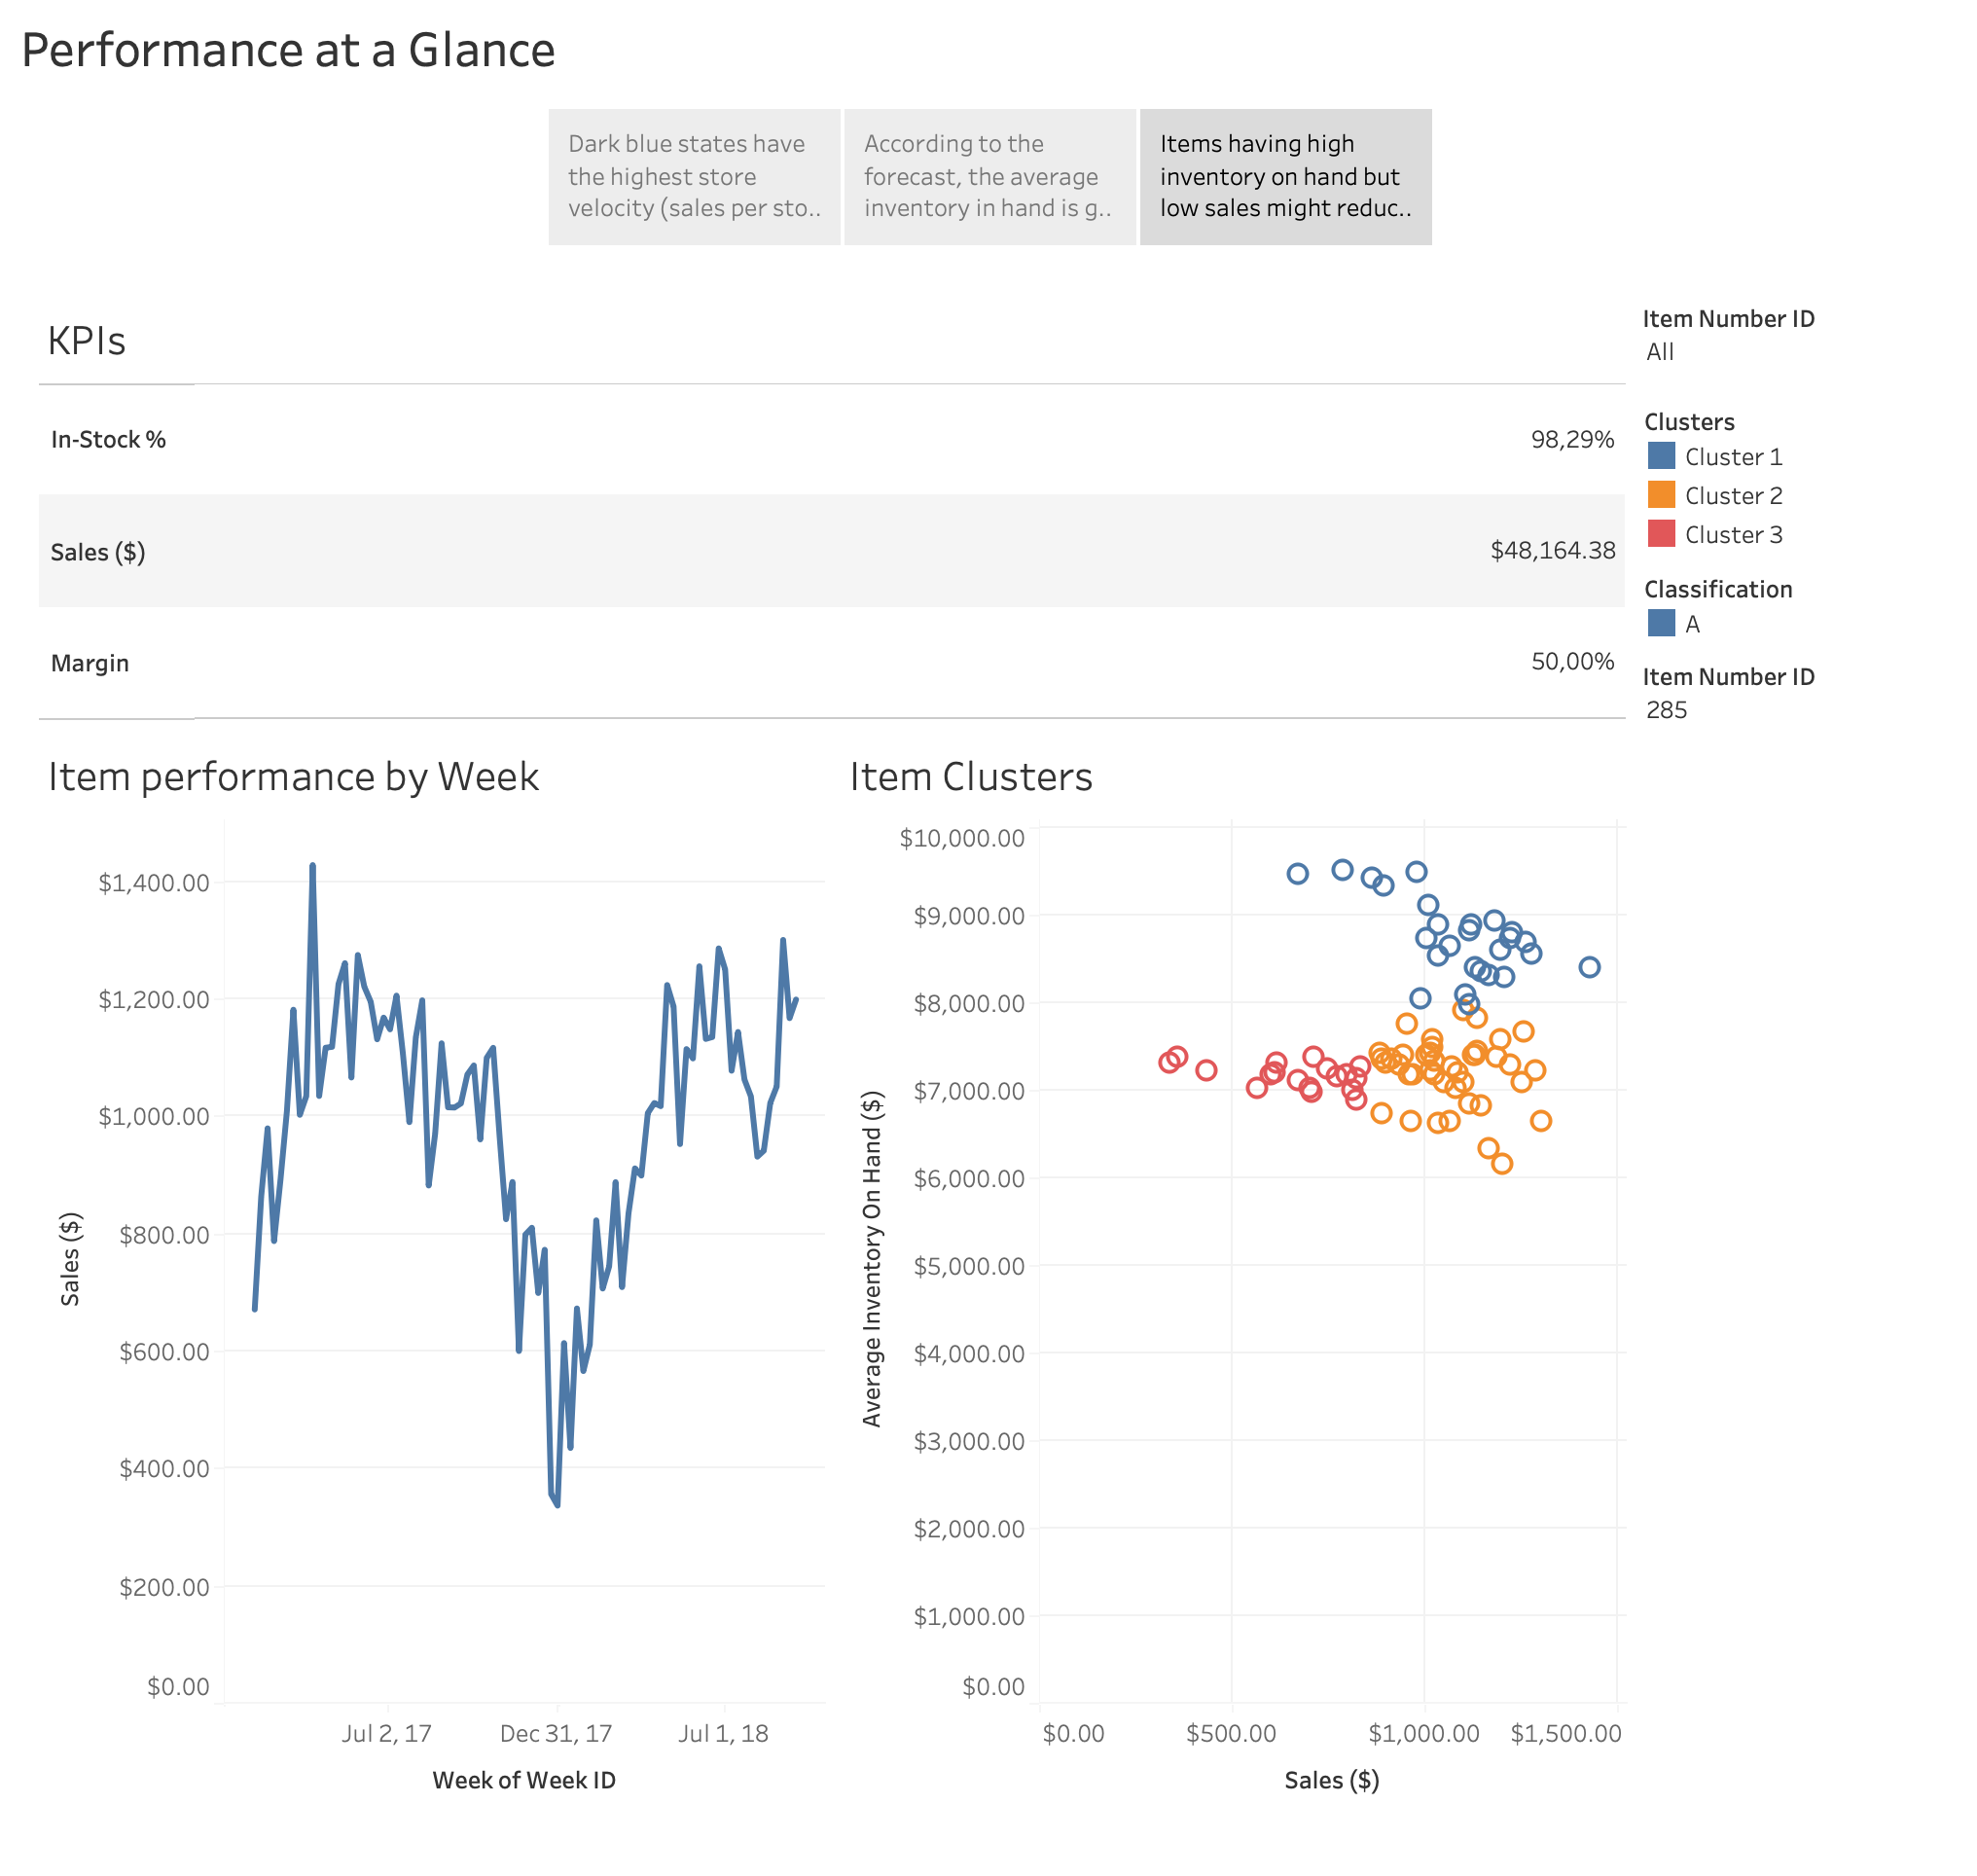 Performance at a Glance
Dark blue states have
the highest store
velocity (sales per sto..
According to the
forecast, the average
inventory in hand is g..
Items having high
inventory on hand but
low sales might reduc..
KPIs
In-Stock % 98,29%
Sales ($) $48,164.38
Margin 50,00%
Item Number ID
All
Clusters
Cluster 1
Cluster 2
Cluster 3
Classification
A
Item Number ID
285
Item performance by Week
$1,400.00
$1,200.00
$1,000.00
$800.00
$600.00
$400.00
$200.00
$0.00
Sales ($)
Jul 2, 17 Dec 31, 17 Jul 1, 18
Week of Week ID
Item Clusters
$10,000.00
$9,000.00
$8,000.00
$7,000.00
$6,000.00
$5,000.00
$4,000.00
$3,000.00
$2,000.00
$1,000.00
$0.00
Average Inventory On Hand ($)
$0.00 $500.00 $1,000.00 $1,500.00
Sales ($)